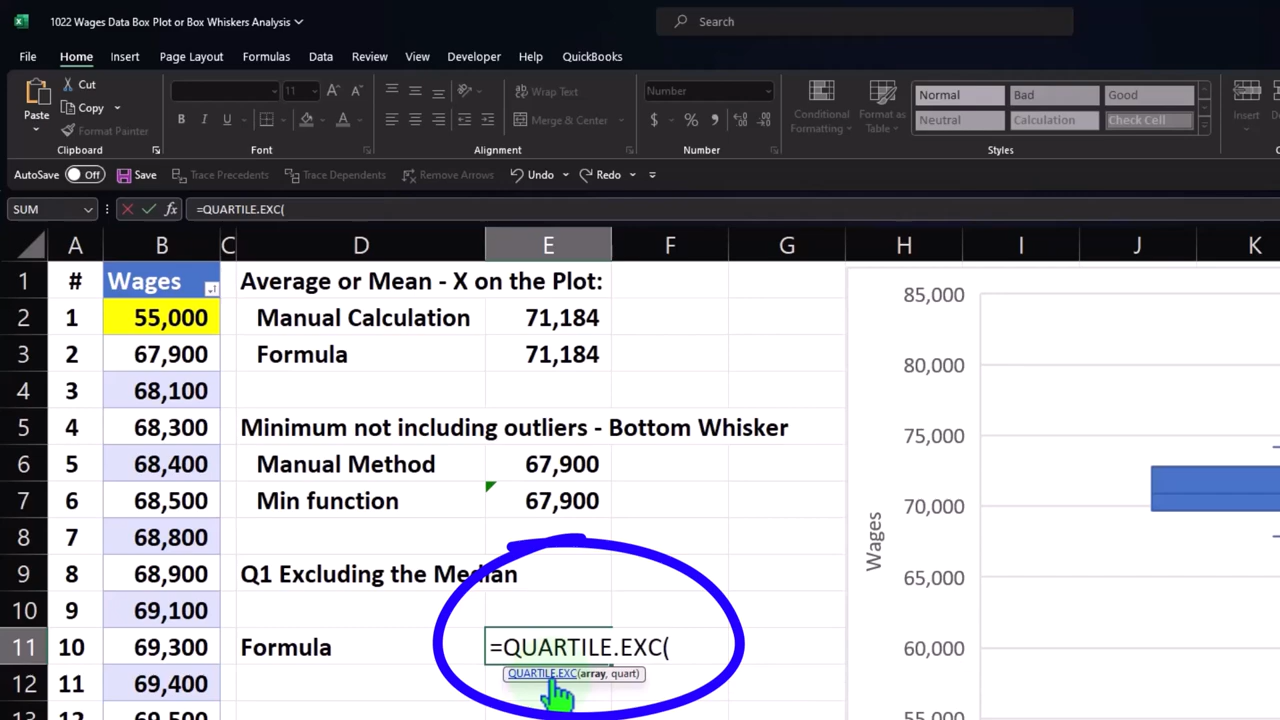 1022 Wages Data Box Plot or Box Whiskers Analysis
Search
File Home Insert Page Layout Formulas Data Review View Developer Help QuickBooks
Paste Cut Copy Format Painter
11 A A B I U A
Wrap Text Merge & Center
Number $ %
Conditional Formatting Format as Table
Normal Bad Good
Neutral Calculation Check Cell
Insert
Clipboard Font Alignment Number Styles
AutoSave Off Save Trace Precedents Trace Dependents Remove Arrows Undo Redo
SUM fx =QUARTILE.EXC(
A B C D E F G H I J K
1 # Wages Average or Mean - X on the Plot:
2 1 55,000 Manual Calculation 71,184
3 2 67,900 Formula 71,184
4 3 68,100
5 4 68,300 Minimum not including outliers - Bottom Whisker
6 5 68,400 Manual Method 67,900
7 6 68,500 Min function 67,900
8 7 68,800
9 8 68,900 Q1 Excluding the Median
10 9 69,100
11 10 69,300 Formula =QUARTILE.EXC(
QUARTILE.EXC(array, quart)
12 11 69,400
12 69,500
85,000
80,000
75,000
70,000
65,000
60,000
55,000
Wages